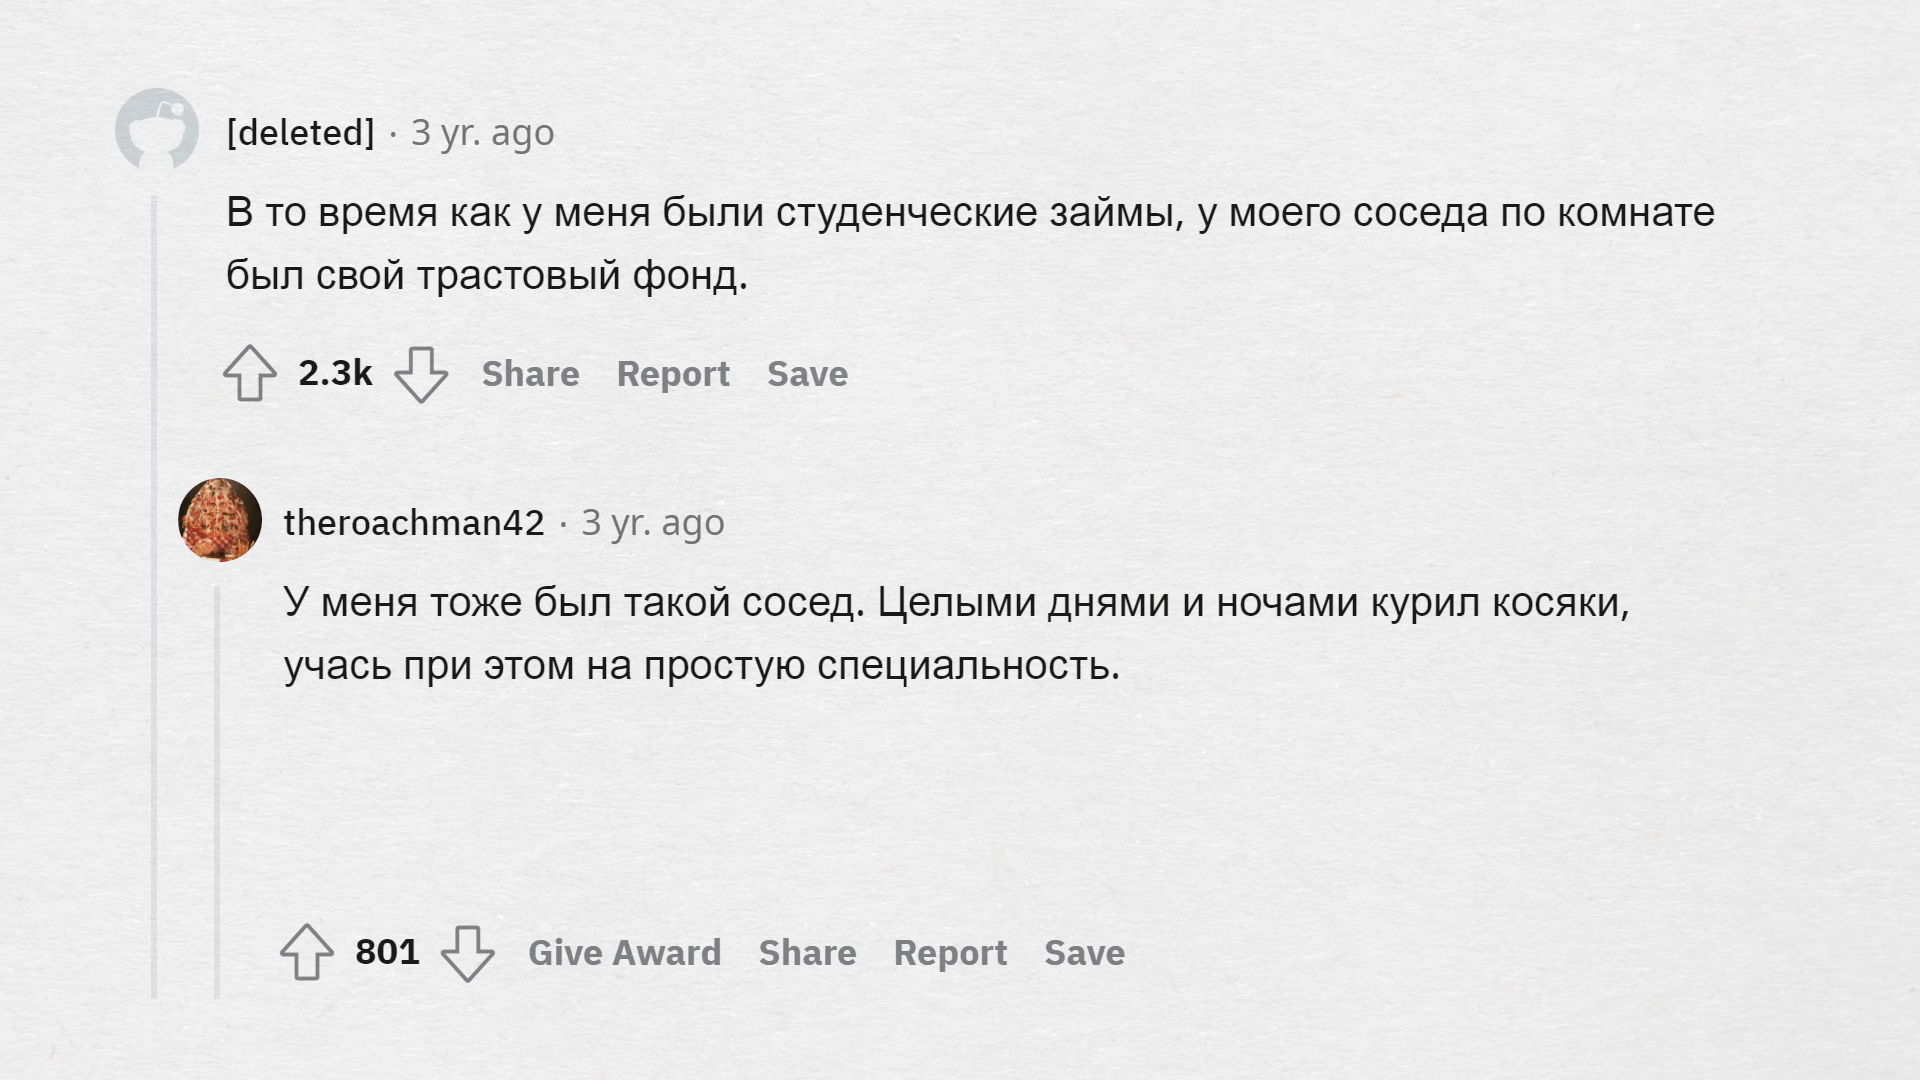 [deleted] · 3 yr. ago
В то время как у меня были студенческие займы, у моего соседа по комнате
был свой трастовый фонд.
2.3k Share Report Save
theroachman42 · 3 yr. ago
У меня тоже был такой сосед. Целыми днями и ночами курил косяки,
учась при этом на простую специальность.
801 Give Award Share Report Save